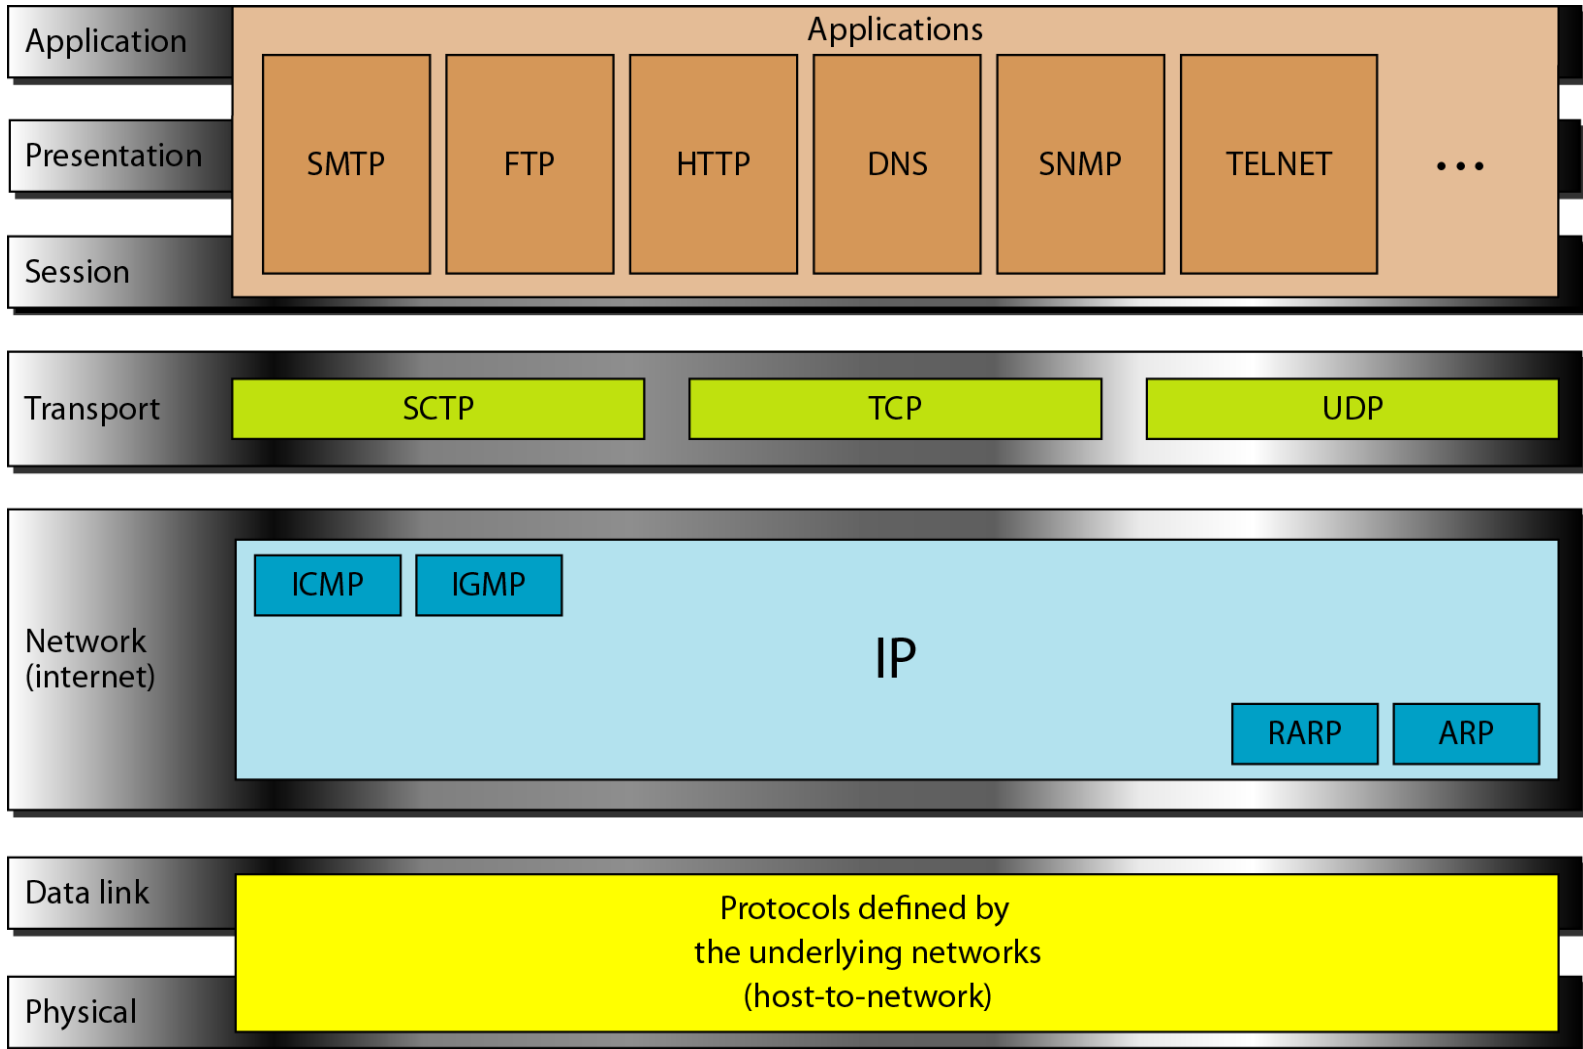 Application
Applications
Presentation
SMTP
FTP
HTTP
DNS
SNMP
TELNET
...
Session
Transport
SCTP
TCP
UDP
Network
(internet)
ICMP
IGMP
IP
RARP
ARP
Data link
Physical
Protocols defined by
the underlying networks
(host-to-network)